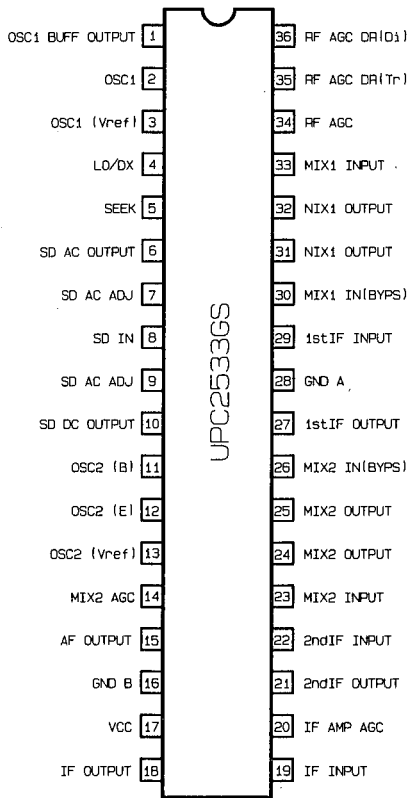 OSC1 BUFF OUTPUT 1
OSC1 2
OSC1 (Vref) 3
LO/DX 4
SEEK 5
SD AC OUTPUT 6
SD AC ADJ 7
SD IN 8
SD AC ADJ 9
SD DC OUTPUT 10
OSC2 (B) 11
OSC2 (E) 12
OSC2 (Vref) 13
MIX2 AGC 14
AF OUTPUT 15
GND B 16
VCC 17
IF OUTPUT 18
UPC2533GS
36 RF AGC DR(Di)
35 RF AGC DR(Tr)
34 RF AGC
33 MIX1 INPUT
32 NIX1 OUTPUT
31 NIX1 OUTPUT
30 MIX1 IN(BYPS)
29 1stIF INPUT
28 GND A
27 1stIF OUTPUT
26 MIX2 IN(BYPS)
25 MIX2 OUTPUT
24 MIX2 OUTPUT
23 MIX2 INPUT
22 2ndIF INPUT
21 2ndIF OUTPUT
20 IF AMP AGC
19 IF INPUT